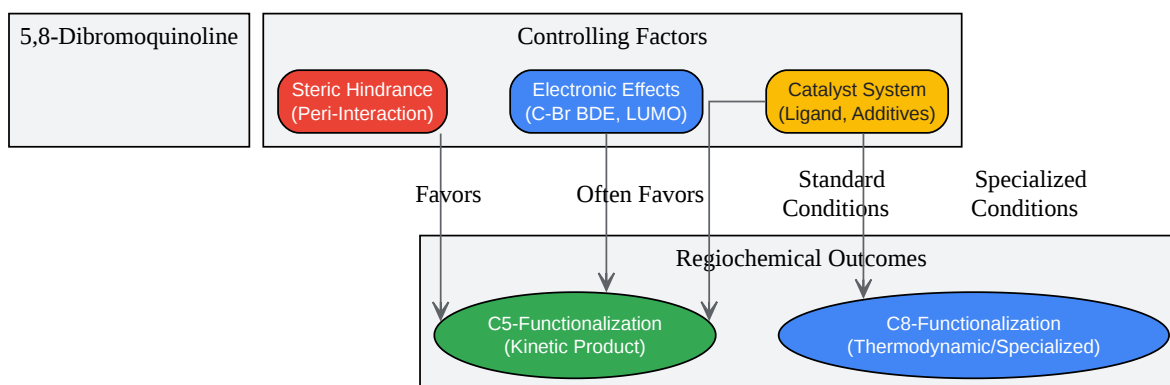 5,8-Dibromoquinoline
Controlling Factors
Steric Hindrance
(Peri-Interaction)
Electronic Effects
(C-Br BDE, LUMO)
Catalyst System
(Ligand, Additives)
Favors
Often Favors
Standard
Conditions
Specialized
Conditions
Regiochemical Outcomes
C5-Functionalization
(Kinetic Product)
C8-Functionalization
(Thermodynamic/Specialized)